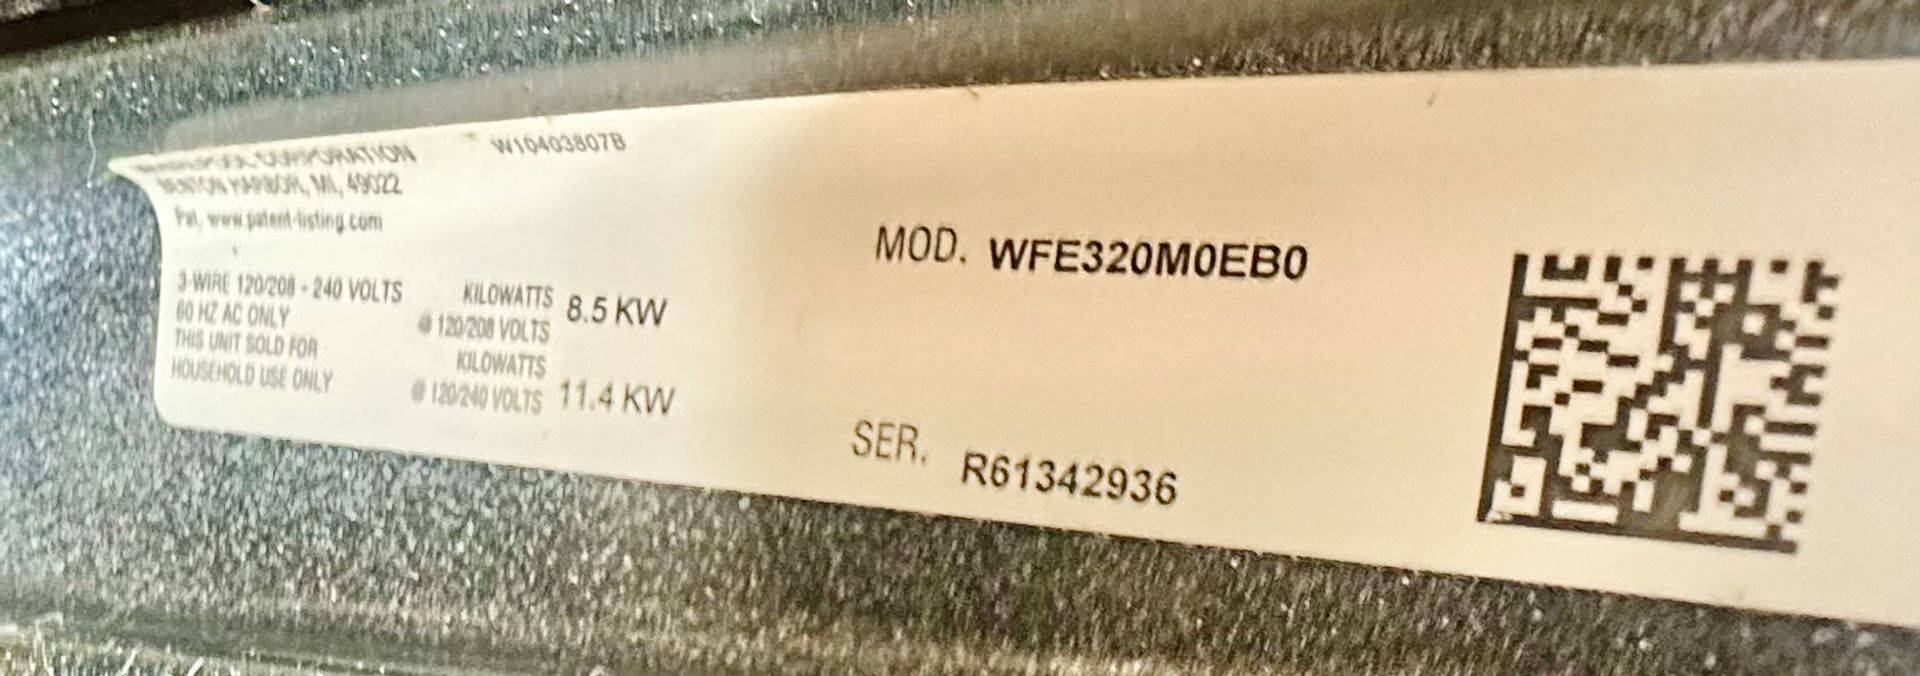 CORPORATION
W10403807B
BENTON HARBOR, MI, 49022
Pat. www.patent-listing.com
3-WIRE 120/208 - 240 VOLTS
60 HZ AC ONLY
THIS UNIT SOLD FOR
HOUSEHOLD USE ONLY
KILOWATTS 8.5 KW
@ 120/208 VOLTS
KILOWATTS
@ 120/240 VOLTS 11.4 KW
MOD. WFE320M0EB0
SER. R61342936